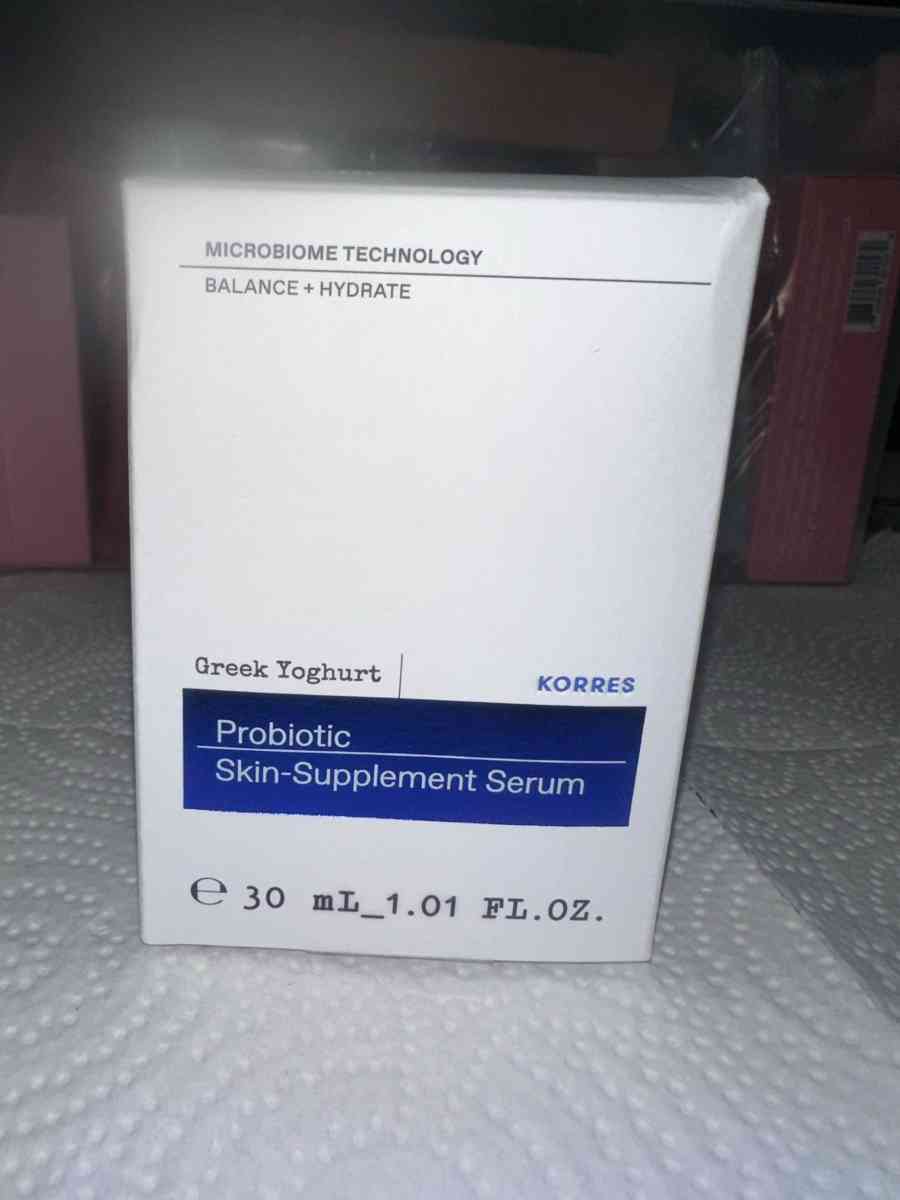 MICROBIOME TECHNOLOGY
BALANCE + HYDRATE
Greek Yoghurt
KORRES
Probiotic
Skin-Supplement Serum
℮ 30 mL_1.01 FL.OZ.